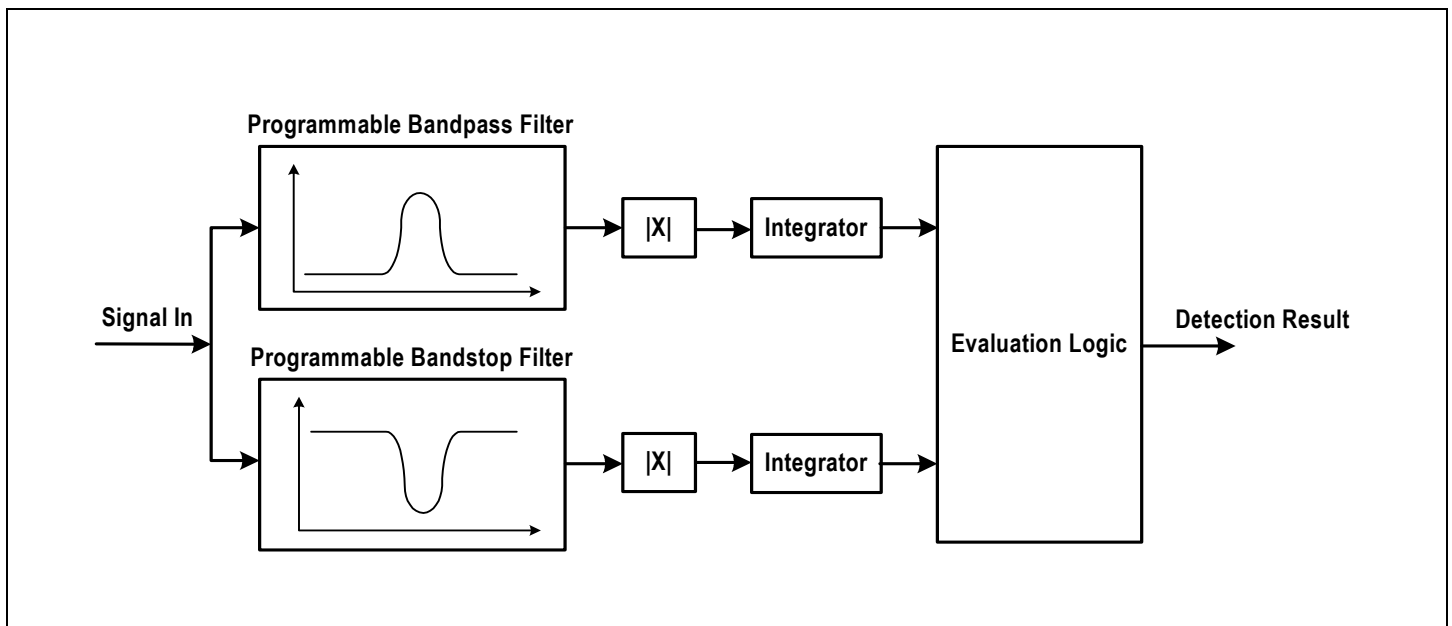 Programmable Bandpass Filter
|X|
Integrator
Signal In
Programmable Bandstop Filter
|X|
Integrator
Evaluation Logic
Detection Result